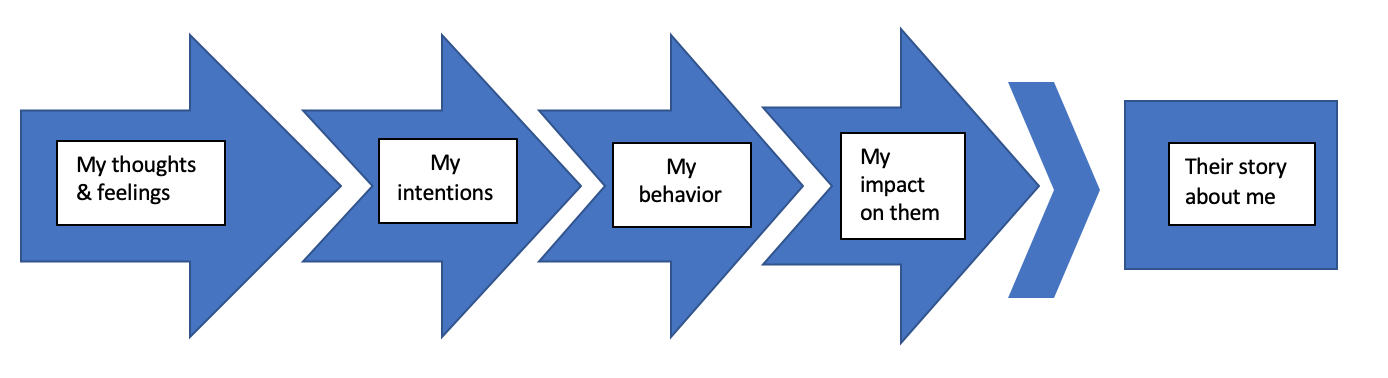 My thoughts
& feelings
My
intentions
My
behavior
My
impact
on them
Their story
about me